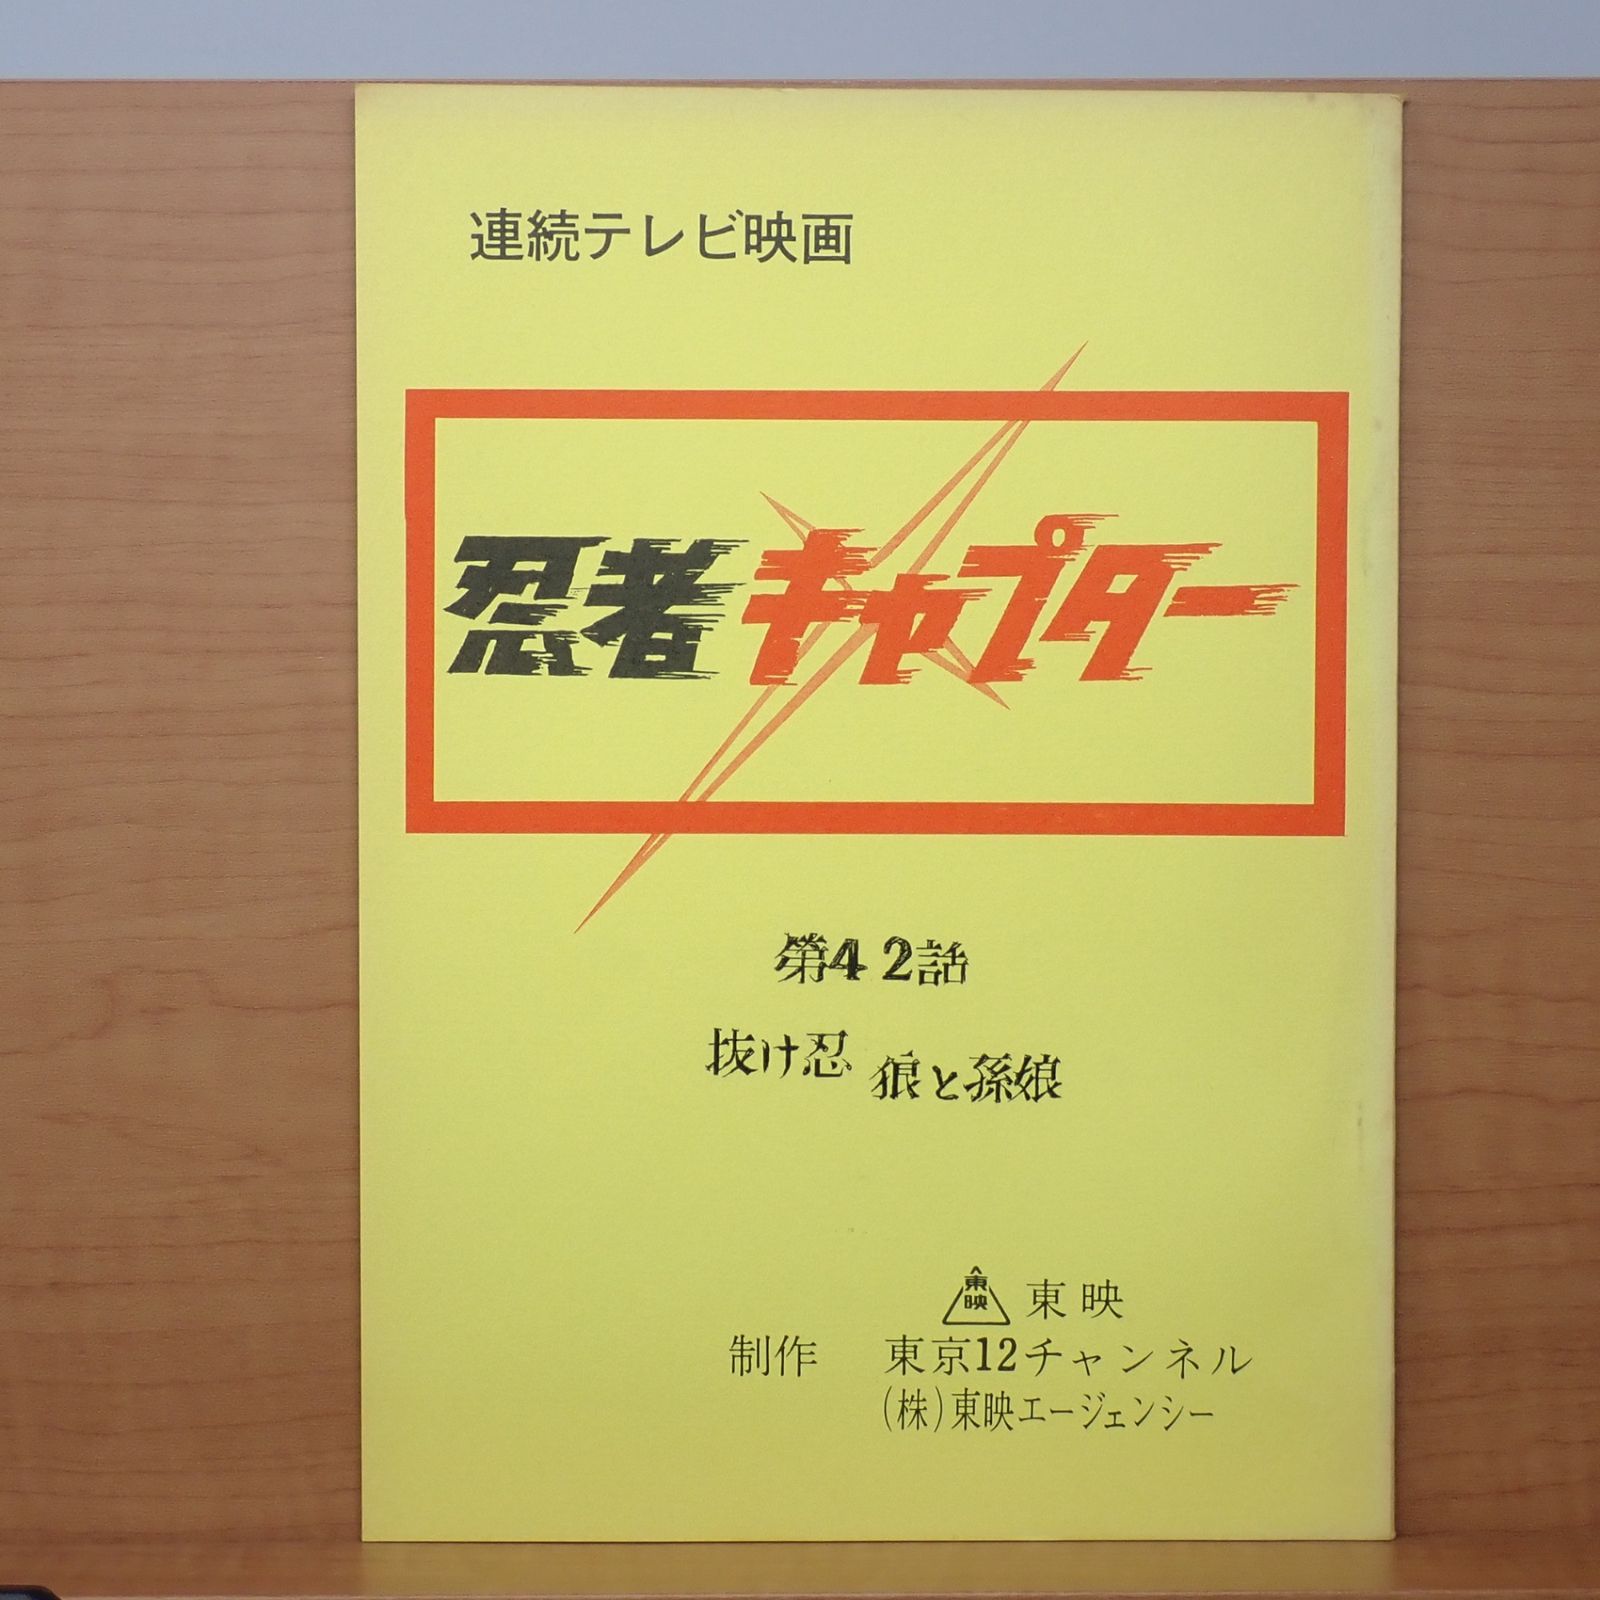 連続テレビ映画
忍者キャプター
第42話
抜け忍 狼と孫娘
東映 東映
制作 東京12チャンネル
(株)東映エージェンシー